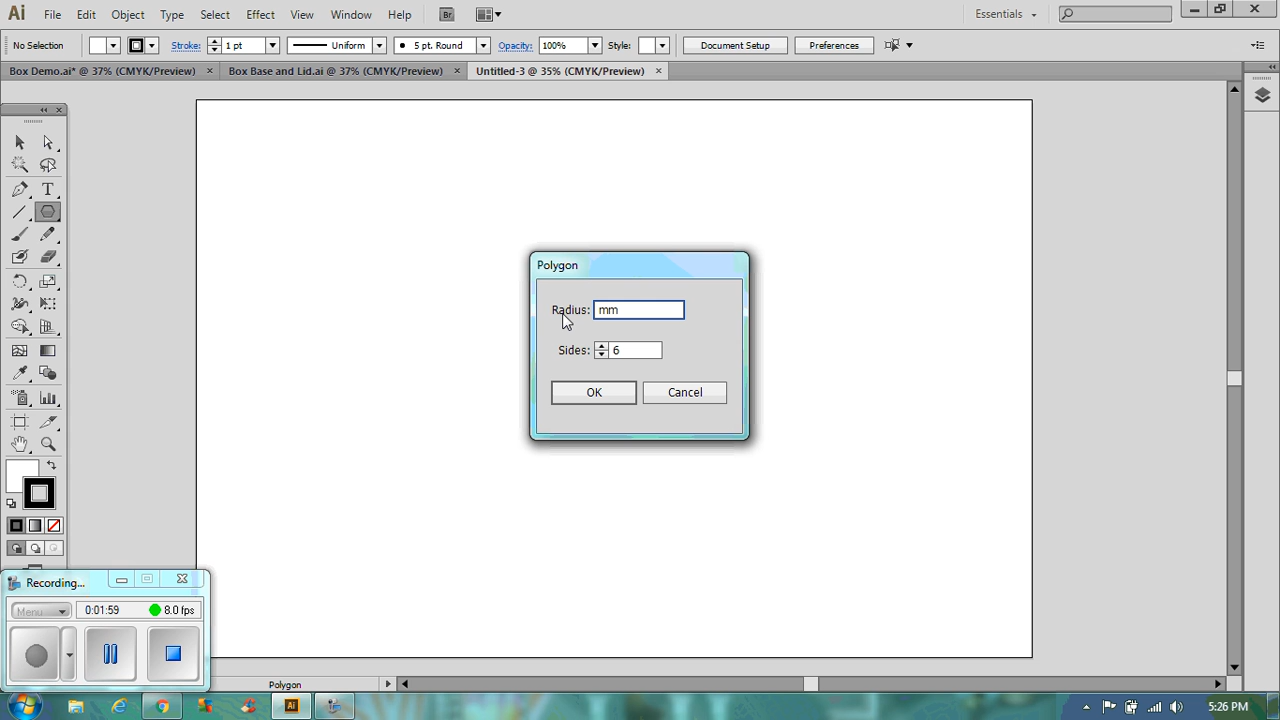 Ai File Edit Object Type Select Effect View Window Help Br Essentials
No Selection Stroke: 1 pt Uniform 5 pt. Round Opacity: 100% Style: Document Setup Preferences
Box Demo.ai* @ 37% (CMYK/Preview) × Box Base and Lid.ai @ 37% (CMYK/Preview) × Untitled-3 @ 35% (CMYK/Preview) ×
T
Polygon
Radius: mm
Sides: 6
OK Cancel
Recording...
Menu 0:01:59 8.0 fps
Polygon
Ai 5:26 PM